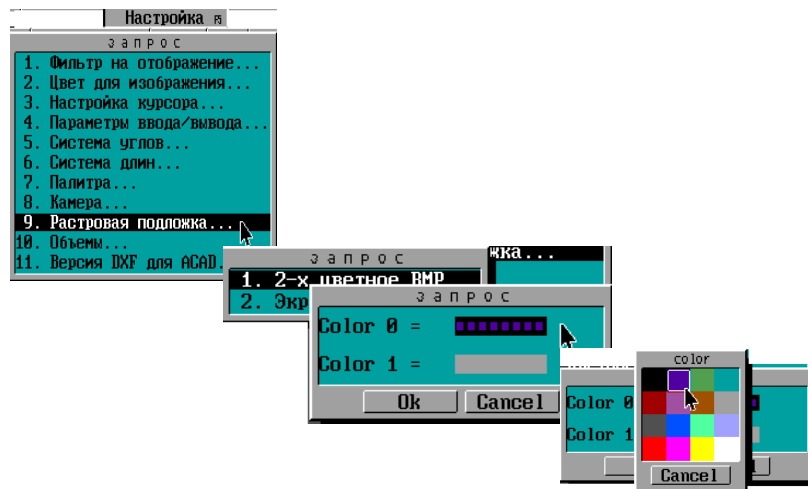 Настройка
запрос
1. Фильтр на отображение...
2. Цвет для изображения...
3. Настройка курсора...
4. Параметры ввода/вывода...
5. Система углов...
6. Система длин...
7. Палитра...
8. Камера...
9. Растровая подложка...
10. Объемы...
11. Версия DXF для ACAD.
запрос
жка...
1. 2-х цветное BMP
2. Экр
запрос
Color 0 =
Color 1 =
Ok Cancel
color
Color 0
Color 1
Cancel